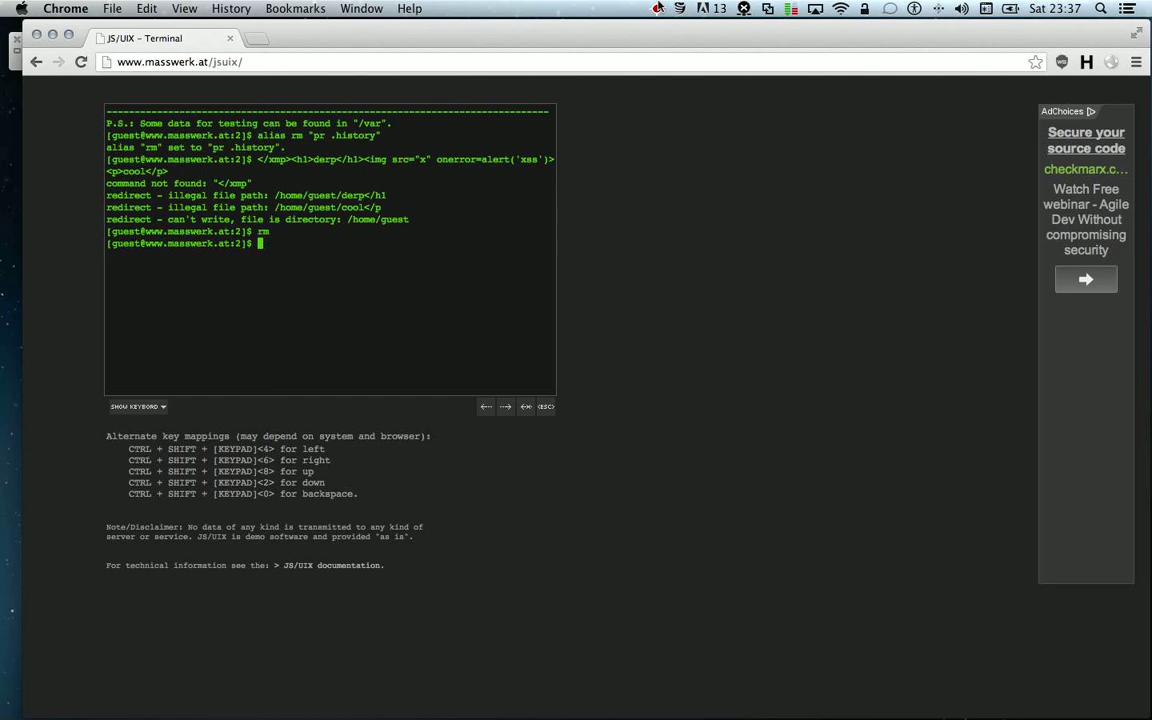 Chrome File Edit View History Bookmarks Window Help 13 Sat 23:37
JS/UIX - Terminal
www.masswerk.at/jsuix/
--------------------------------------------------------------------------------
P.S.: Some data for testing can be found in "/var".
[guest@www.masswerk.at:2]$ alias rm "pr .history"
alias "rm" set to "pr .history".
[guest@www.masswerk.at:2]$ </xmp><h1>derp</h1><img src="x" onerror=alert('xss')>
<p>cool</p>
command not found: "</xmp"
redirect - illegal file path: /home/guest/derp</h1
redirect - illegal file path: /home/guest/cool</p
redirect - can't write, file is directory: /home/guest
[guest@www.masswerk.at:2]$ rm
[guest@www.masswerk.at:2]$
SHOW KEYBORD
<ESC>
Alternate key mappings (may depend on system and browser):
CTRL + SHIFT + [KEYPAD]<4> for left
CTRL + SHIFT + [KEYPAD]<6> for right
CTRL + SHIFT + [KEYPAD]<8> for up
CTRL + SHIFT + [KEYPAD]<2> for down
CTRL + SHIFT + [KEYPAD]<0> for backspace.
Note/Disclaimer: No data of any kind is transmitted to any kind of
server or service. JS/UIX is demo software and provided "as is".
For technical information see the: > JS/UIX documentation.
AdChoices
Secure your
source code
checkmarx.c...
Watch Free
webinar - Agile
Dev Without
compromising
security